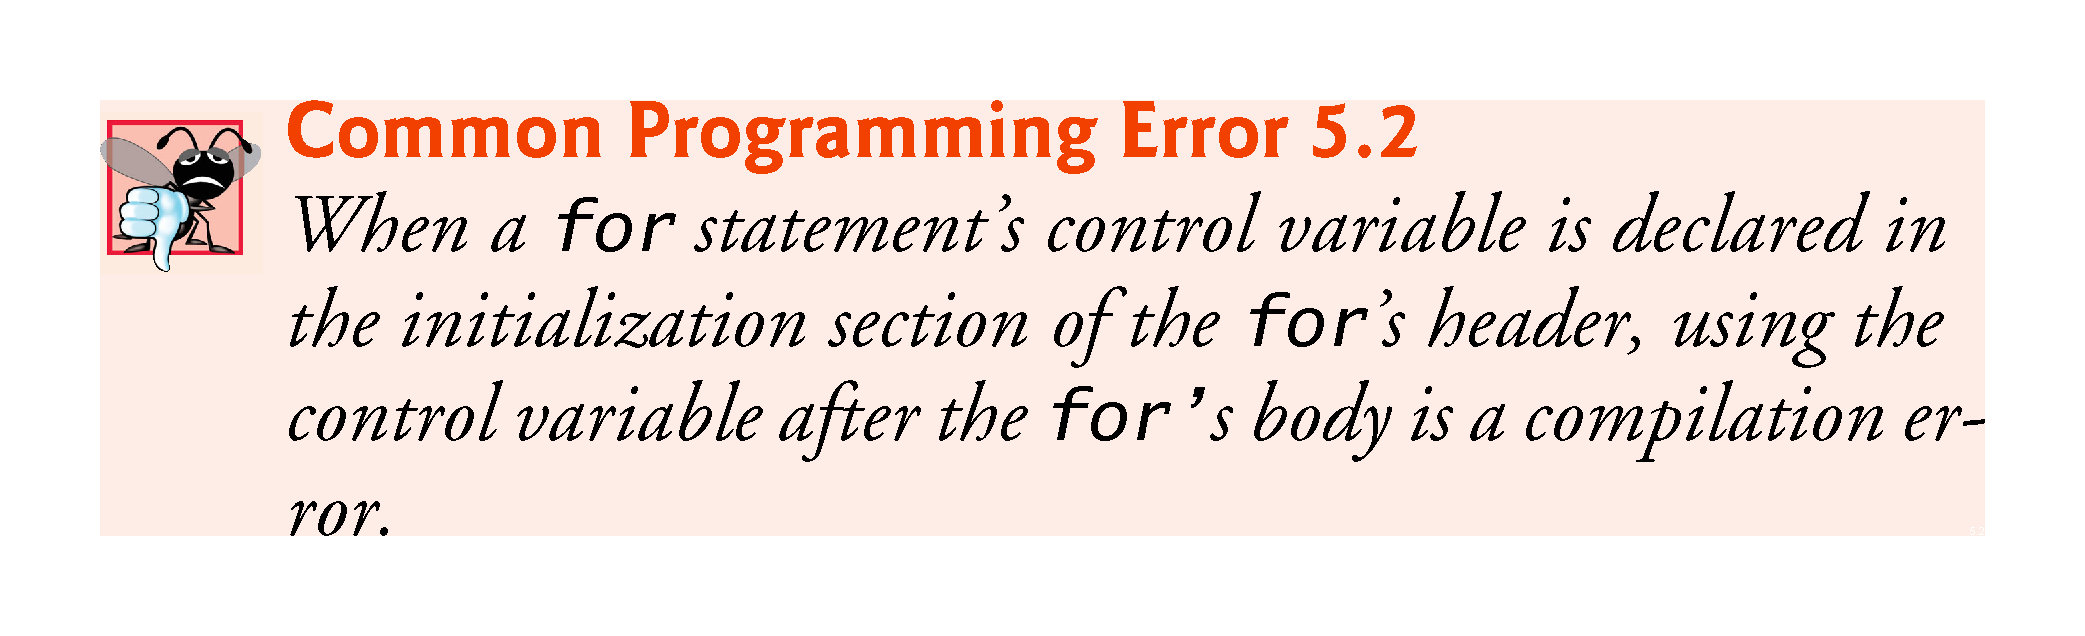 Common Programming Error 5.2
When a for statement’s control variable is declared in
the initialization section of the for’s header, using the
control variable after the for’s body is a compilation er-
ror.